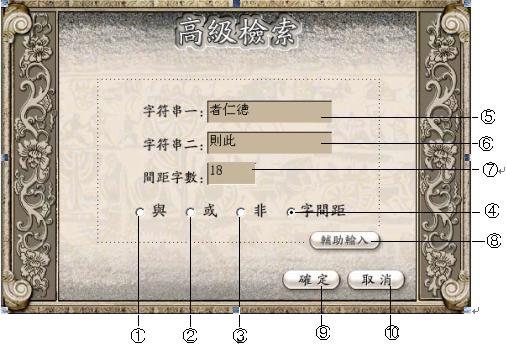 高級檢索
字符串一: 者仁德 ⑤
字符串二: 則此 ⑥
間距字數: 18 ⑦
與 或 非 字間距 ④
輔助輸入 ⑧
確定 取消
① ② ③ ⑨ ⑩